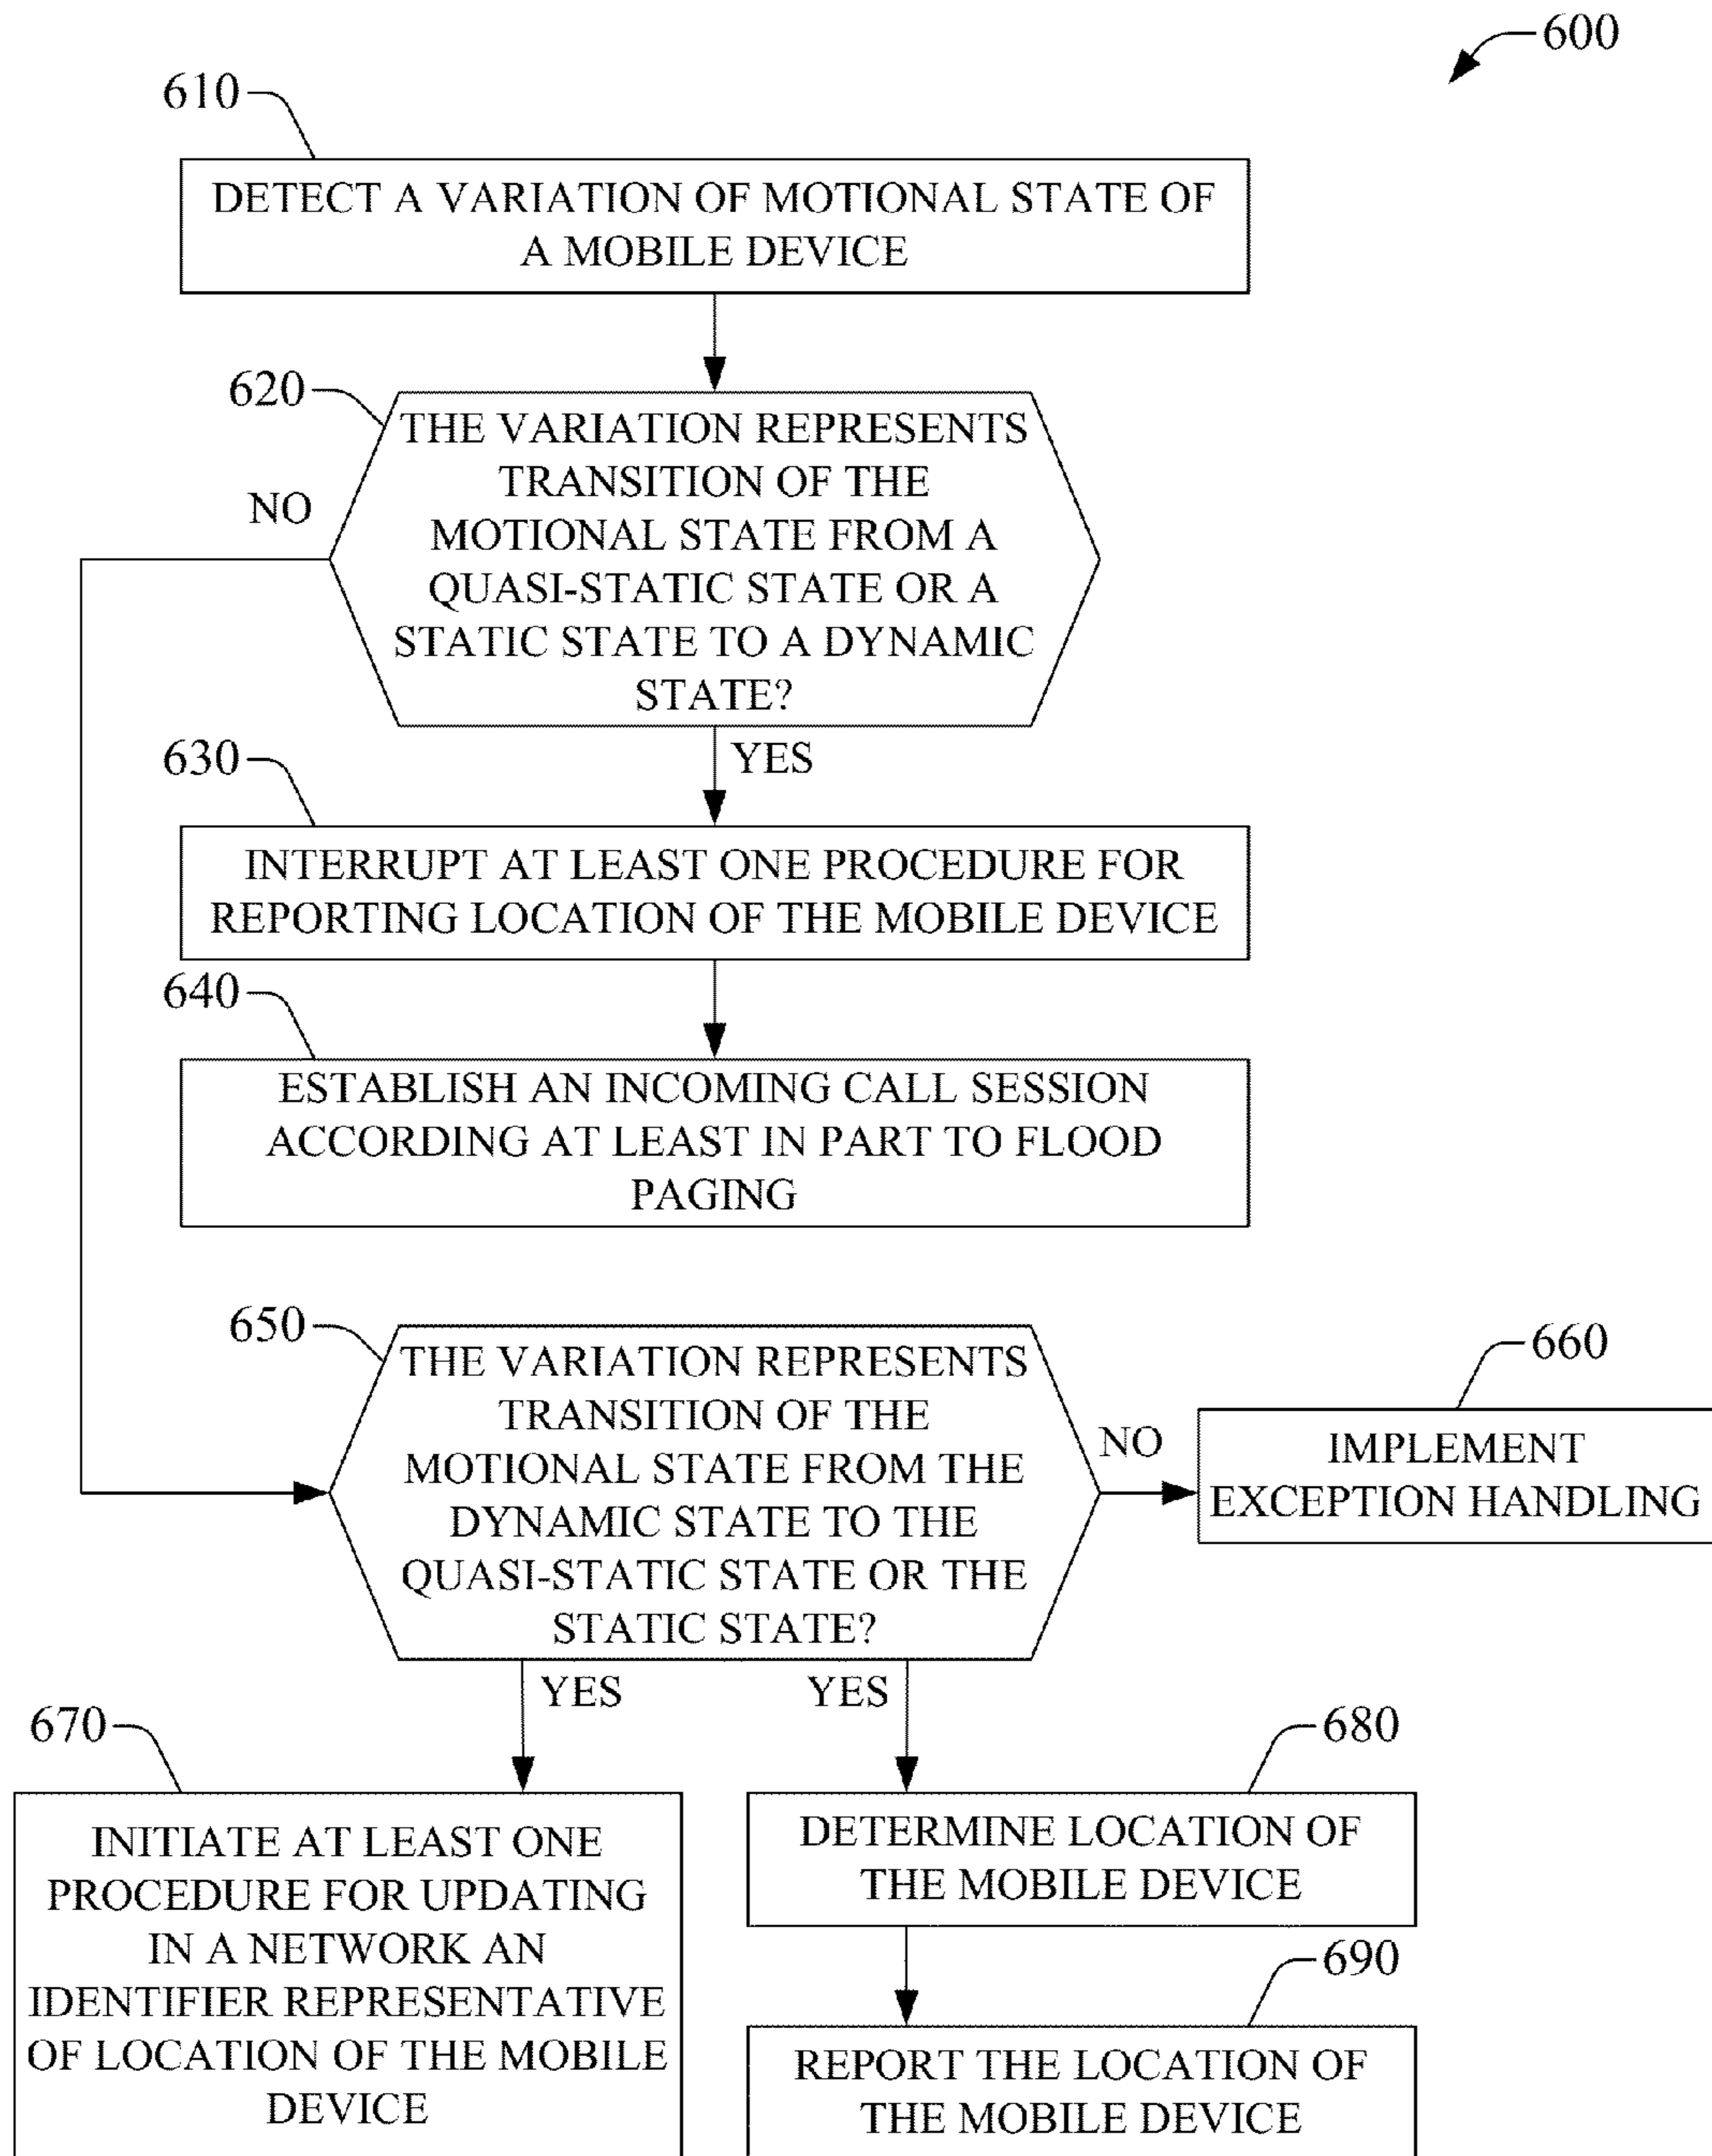 600
610
DETECT A VARIATION OF MOTIONAL STATE OF
A MOBILE DEVICE
620
THE VARIATION REPRESENTS
TRANSITION OF THE
MOTIONAL STATE FROM A
QUASI-STATIC STATE OR A
STATIC STATE TO A DYNAMIC
STATE?
NO
YES
630
INTERRUPT AT LEAST ONE PROCEDURE FOR
REPORTING LOCATION OF THE MOBILE DEVICE
640
ESTABLISH AN INCOMING CALL SESSION
ACCORDING AT LEAST IN PART TO FLOOD
PAGING
650
THE VARIATION REPRESENTS
TRANSITION OF THE
MOTIONAL STATE FROM THE
DYNAMIC STATE TO THE
QUASI-STATIC STATE OR THE
STATIC STATE?
NO
660
IMPLEMENT
EXCEPTION HANDLING
YES
YES
670
INITIATE AT LEAST ONE
PROCEDURE FOR UPDATING
IN A NETWORK AN
IDENTIFIER REPRESENTATIVE
OF LOCATION OF THE MOBILE
DEVICE
680
DETERMINE LOCATION OF
THE MOBILE DEVICE
690
REPORT THE LOCATION OF
THE MOBILE DEVICE